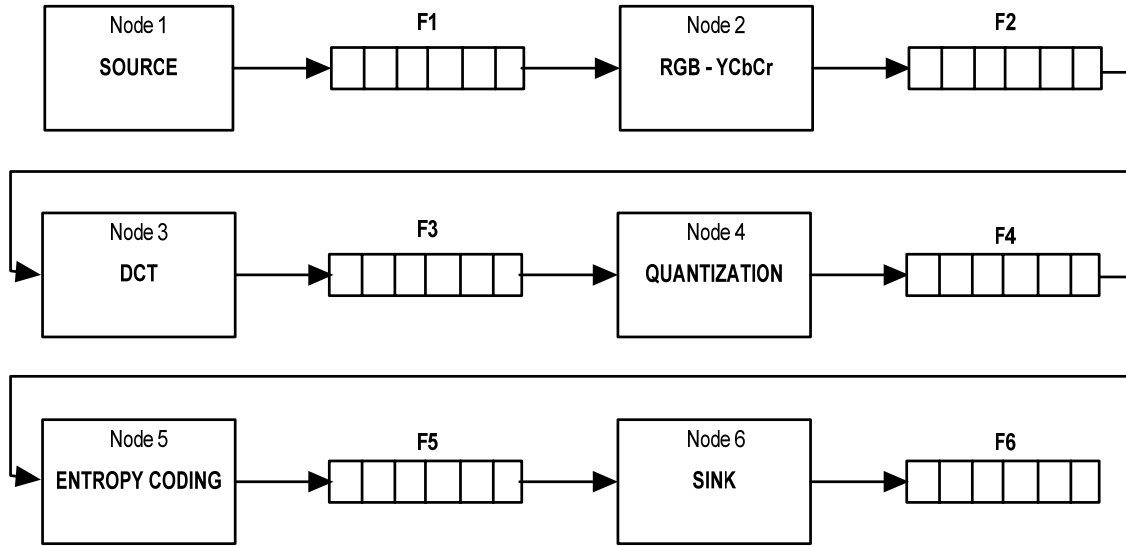 Node 1
SOURCE
F1
Node 2
RGB - YCbCr
F2
Node 3
DCT
F3
Node 4
QUANTIZATION
F4
Node 5
ENTROPY CODING
F5
Node 6
SINK
F6